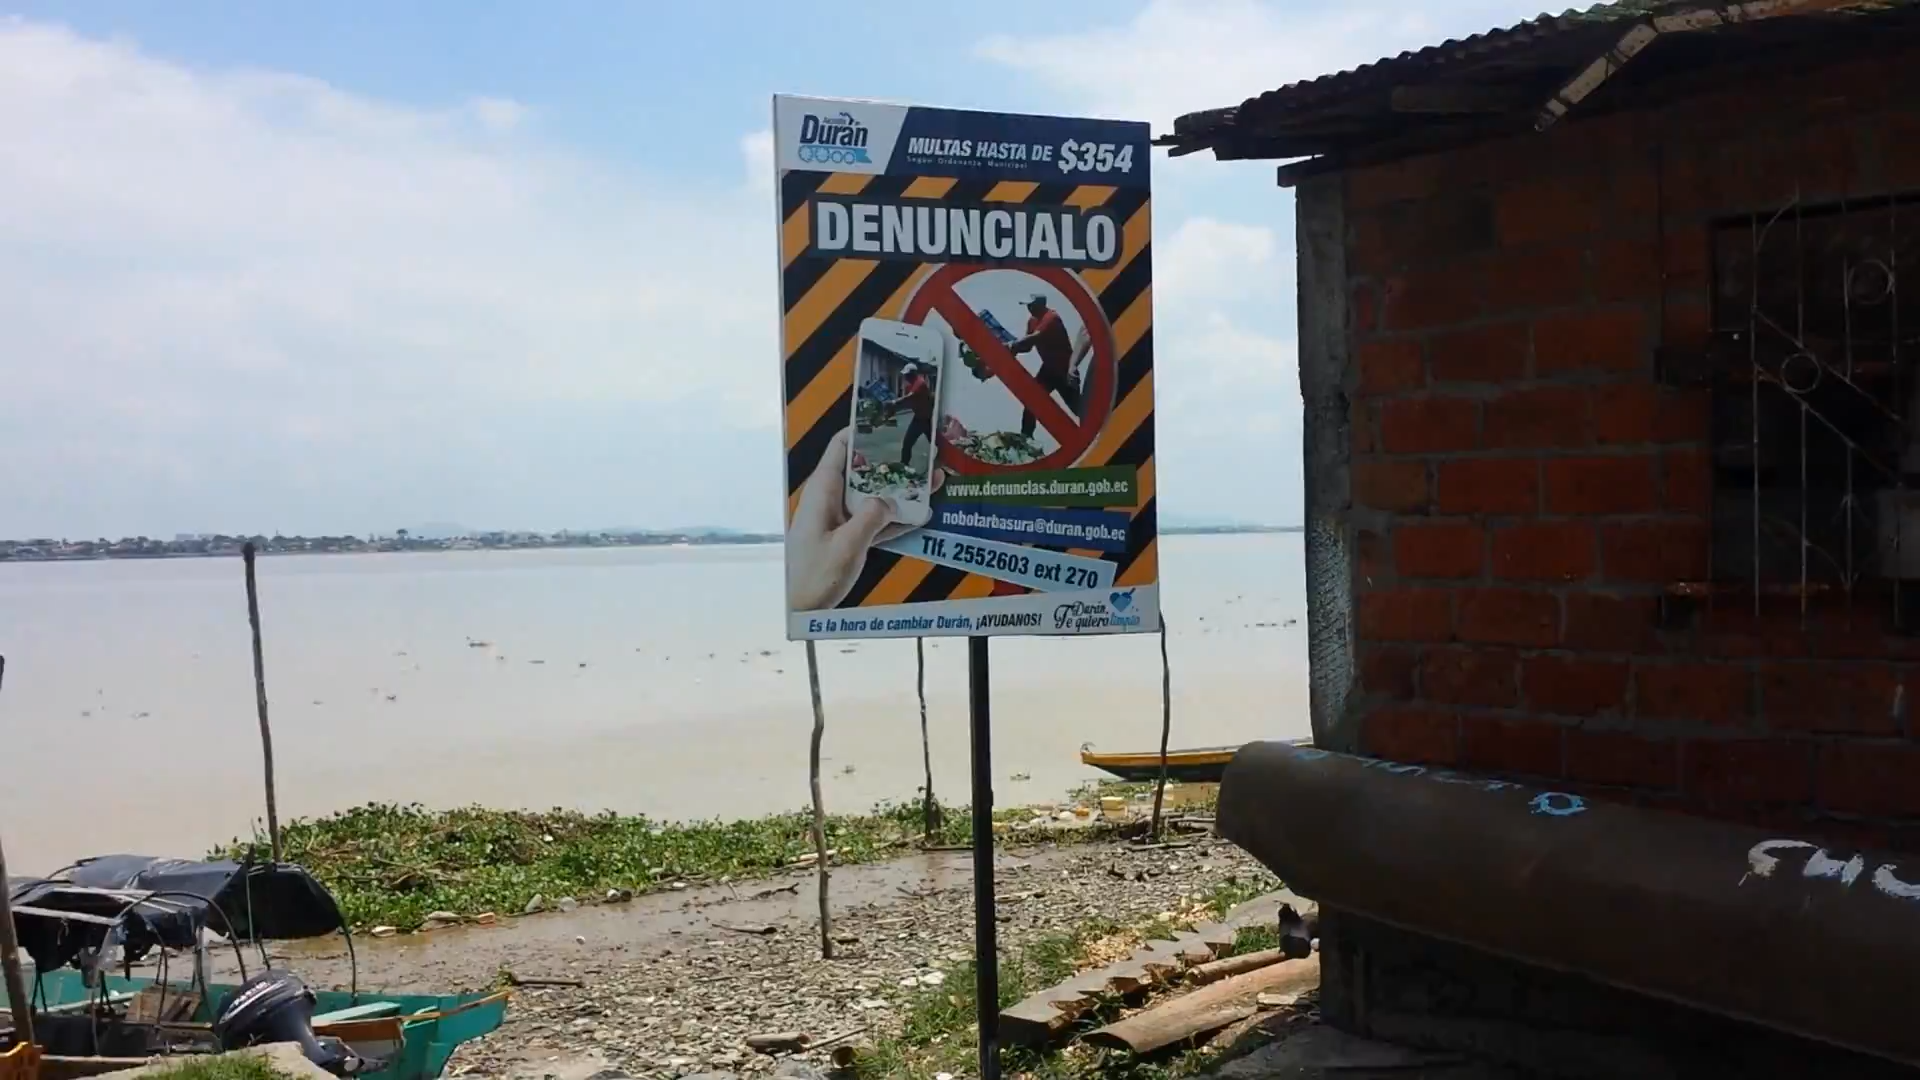 Alcaldía
Durán
MULTAS HASTA DE $354
Según Ordenanza Municipal
DENUNCIALO
www.denuncias.duran.gob.ec
nobotarbasura@duran.gob.ec
Tlf. 2552603 ext 270
Es la hora de cambiar Durán, ¡AYUDANOS!
Durán,
Te quiero limpio